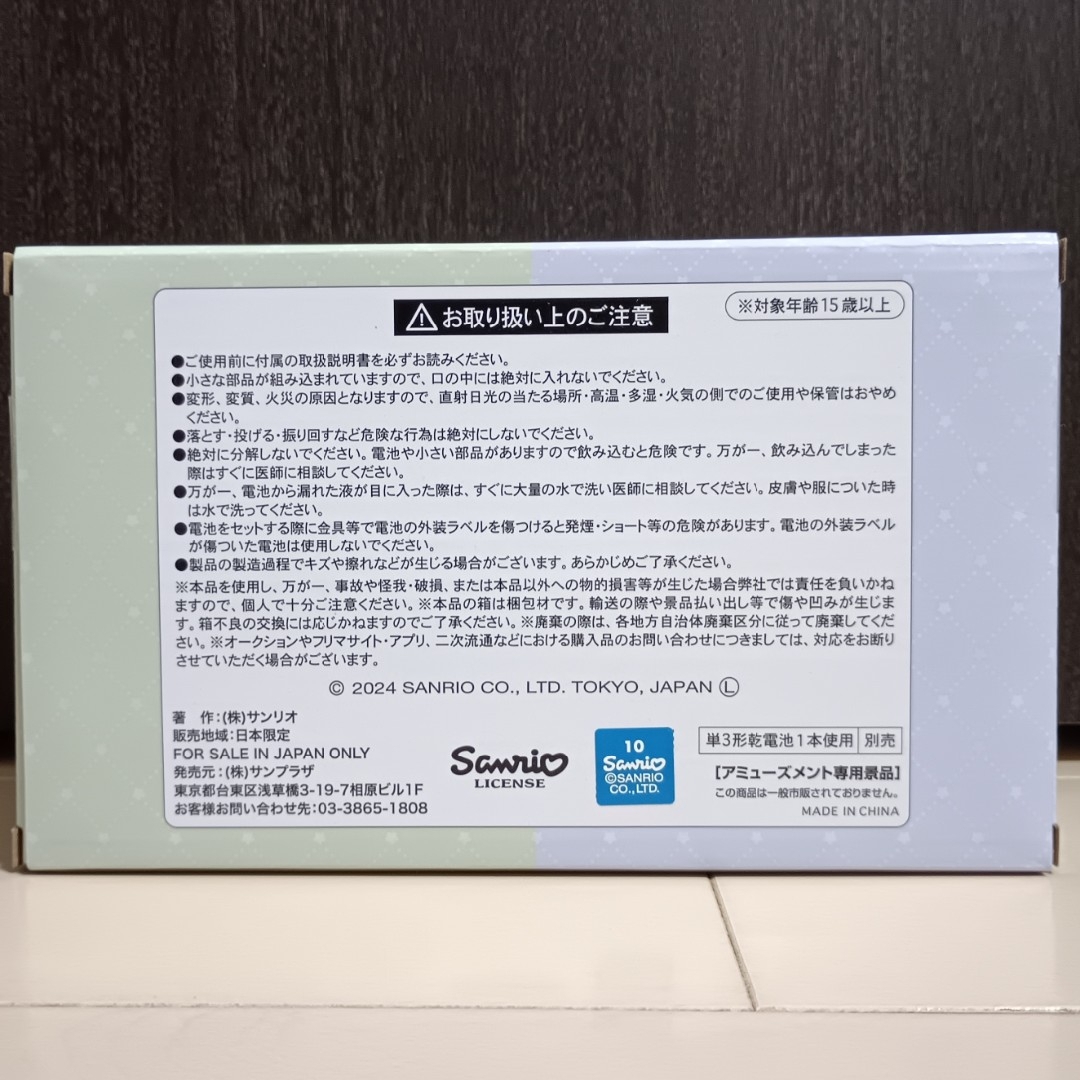 ⚠お取り扱い上のご注意
※対象年齢15歳以上
●ご使用前に付属の取扱説明書を必ずお読みください。
●小さな部品が組み込まれていますので、口の中には絶対に入れないでください。
●変形、変質、火災の原因となりますので、直射日光の当たる場所・高温・多湿・火気の側でのご使用や保管はおやめ
ください。
●落とす・投げる・振り回すなど危険な行為は絶対にしないでください。
●絶対に分解しないでください。電池や小さい部品がありますので飲み込むと危険です。万が一、飲み込んでしまった
際はすぐに医師に相談してください。
●万が一、電池から漏れた液が目に入った際は、すぐに大量の水で洗い医師に相談してください。皮膚や服についた時
は水で洗ってください。
●電池をセットする際に金具等で電池の外装ラベルを傷つけると発煙・ショート等の危険があります。電池の外装ラベル
が傷ついた電池は使用しないでください。
●製品の製造過程でキズや擦れなどが生じる場合がございます。あらかじめご了承ください。
※本品を使用し、万が一、事故や怪我・破損、または本品以外への物的損害等が生じた場合弊社では責任を負いかね
ますので、個人で十分ご注意ください。※本品の箱は梱包材です。輸送の際や景品払い出し等で傷や凹みが生じま
す。箱不良の交換には応じかねますのでご了承ください。※廃棄の際は、各地方自治体廃棄区分に従って廃棄してくだ
さい。※オークションやフリマサイト・アプリ、二次流通などにおける購入品のお問い合わせにつきましては、対応をお断り
させていただく場合がございます。
© 2024 SANRIO CO., LTD. TOKYO, JAPAN Ⓛ
著　作:(株)サンリオ
販売地域:日本限定
FOR SALE IN JAPAN ONLY
発売元:(株)サンプラザ
東京都台東区浅草橋3-19-7相原ビル1F
お客様お問い合わせ先:03-3865-1808
Sanrio
LICENSE
10
Sanrio
©SANRIO
CO.,LTD.
単3形乾電池1本使用 別売
【アミューズメント専用景品】
この商品は一般市販されておりません。
MADE IN CHINA